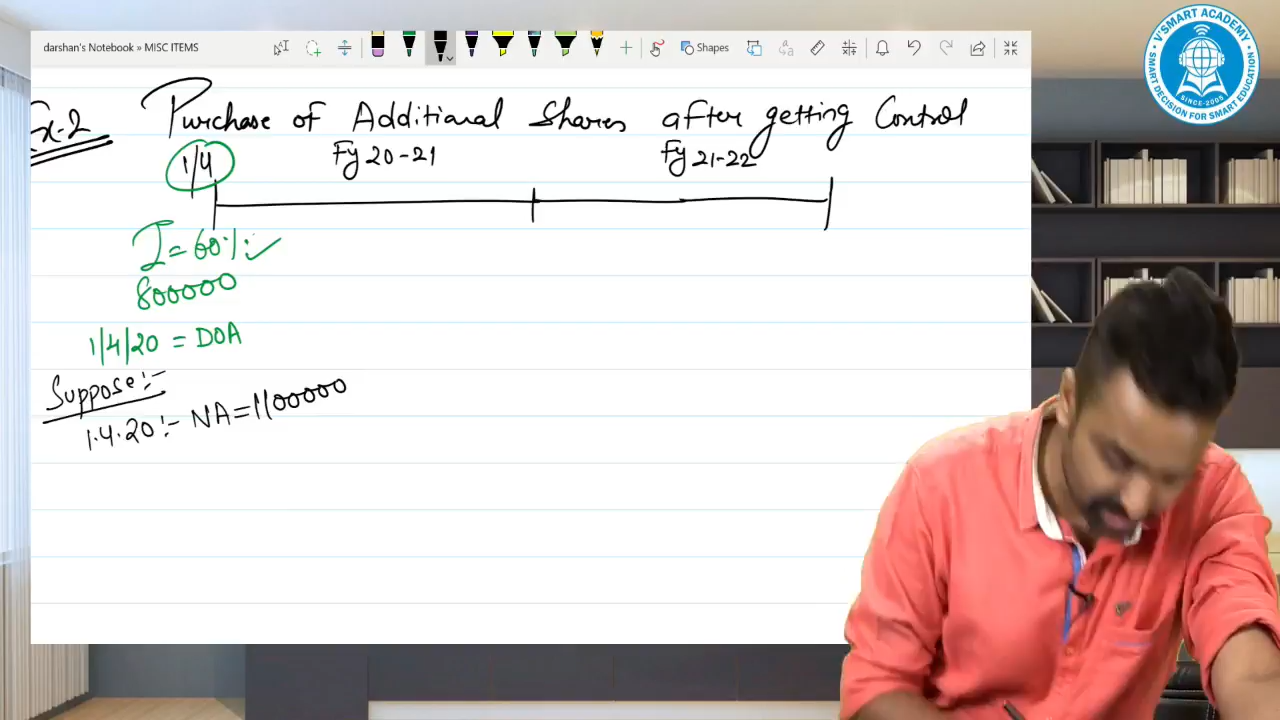 darshan's Notebook » MISC ITEMS
Shapes
V'SMART ACADEMY
SMART DECISION FOR SMART EDUCATION
SINCE-2005
Ex-2 Purchase of Additional Shares after getting Control
1/4 Fy 20-21 Fy 21-22
I = 60%
800000
1/4/20 = DOA
Suppose:-
1.4.20:- NA=1100000